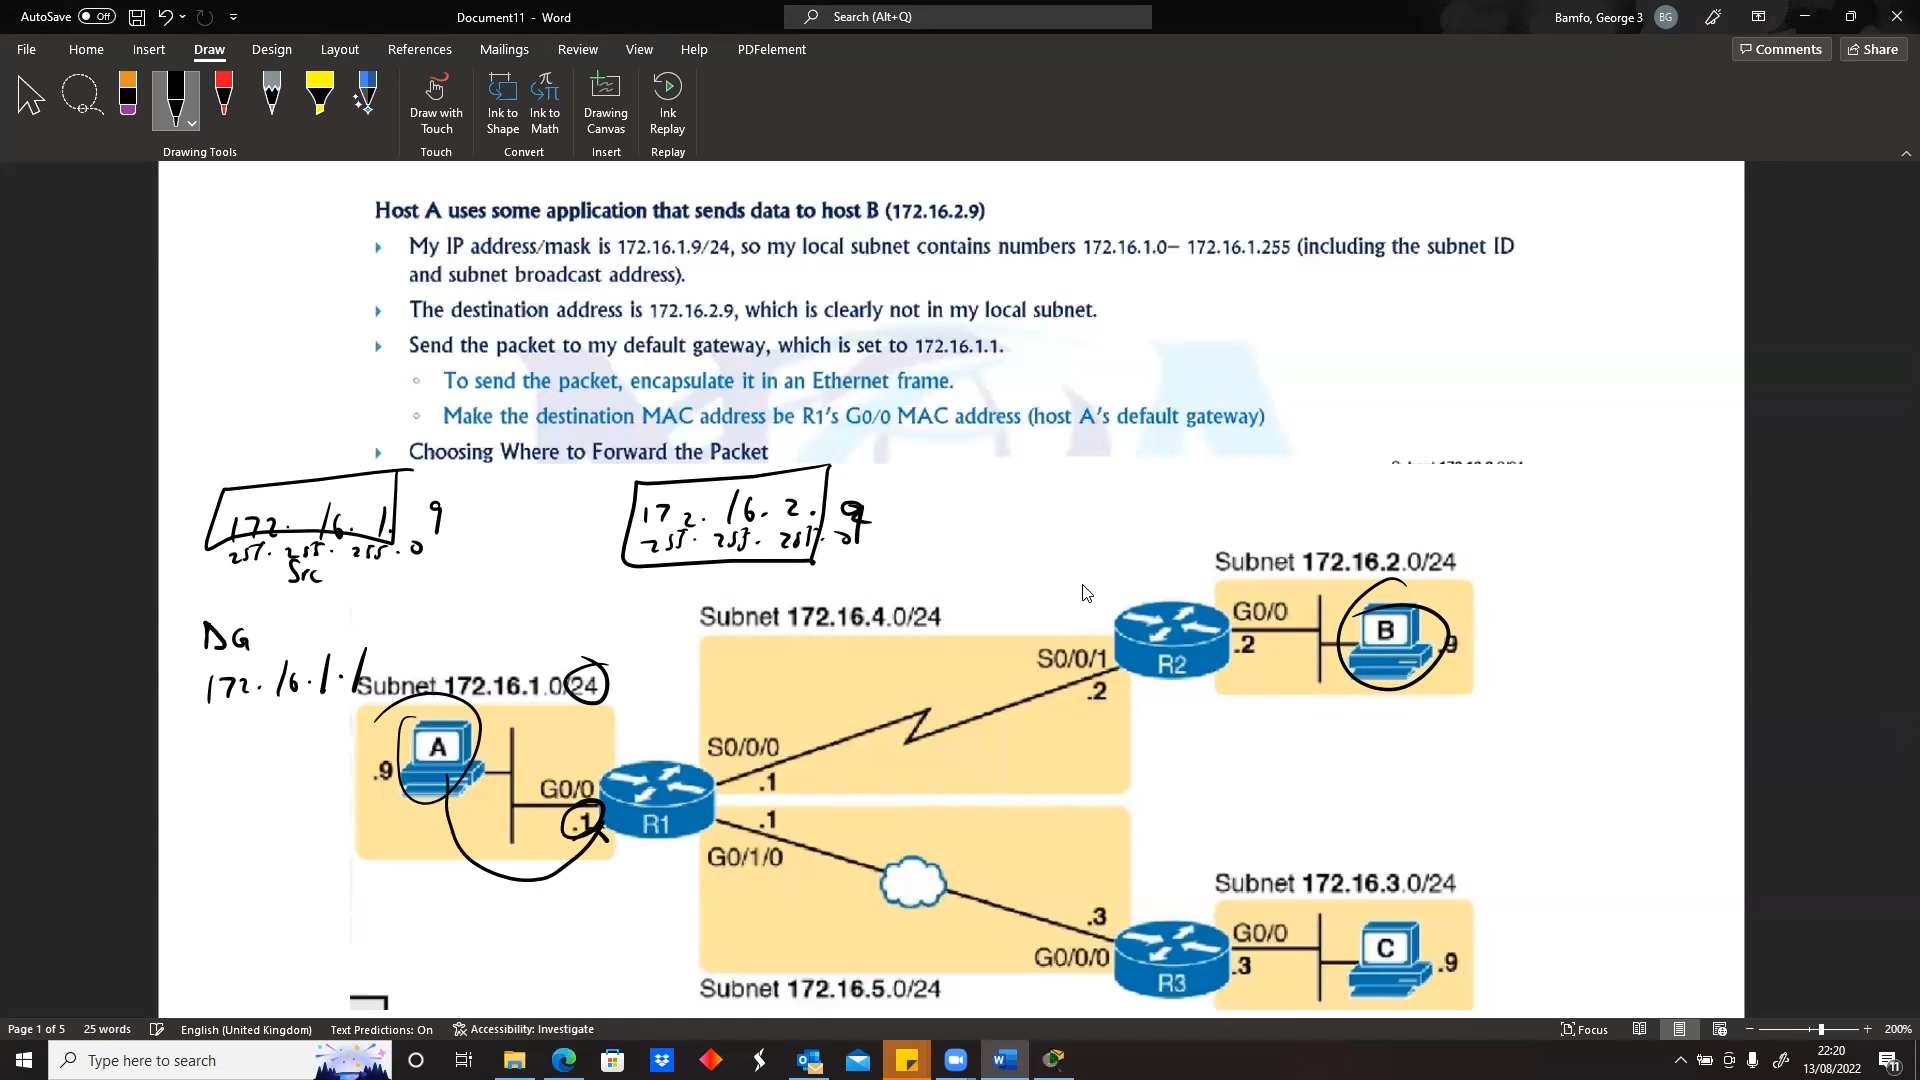 AutoSave Off
Document11 - Word
Search (Alt+Q)
Bamfo, George 3 BG
File Home Insert Draw Design Layout References Mailings Review View Help PDFelement
Comments Share
Draw with Touch
Ink to Shape
Ink to Math
Drawing Canvas
Ink Replay
Drawing Tools Touch Convert Insert Replay
Host A uses some application that sends data to host B (172.16.2.9)
My IP address/mask is 172.16.1.9/24, so my local subnet contains numbers 172.16.1.0– 172.16.1.255 (including the subnet ID
and subnet broadcast address).
The destination address is 172.16.2.9, which is clearly not in my local subnet.
Send the packet to my default gateway, which is set to 172.16.1.1.
To send the packet, encapsulate it in an Ethernet frame.
Make the destination MAC address be R1's G0/0 MAC address (host A's default gateway)
Choosing Where to Forward the Packet
172. 16. 1. 9
255. 255. 255. 0
Src
172. 16. 2. 9
255. 255. 255. 0
DG
172. 16. 1. 1
Subnet 172.16.2.0/24
G0/0
.2
B
.9
R2
Subnet 172.16.4.0/24
S0/0/1
.2
Subnet 172.16.1.0/24
A
.9
G0/0
.1
R1
S0/0/0
.1
.1
G0/1/0
.3
G0/0/0
Subnet 172.16.5.0/24
Subnet 172.16.3.0/24
G0/0
.3
C
.9
R3
Page 1 of 5 25 words English (United Kingdom) Text Predictions: On Accessibility: Investigate Focus 200%
Type here to search
22:20
13/08/2022
11